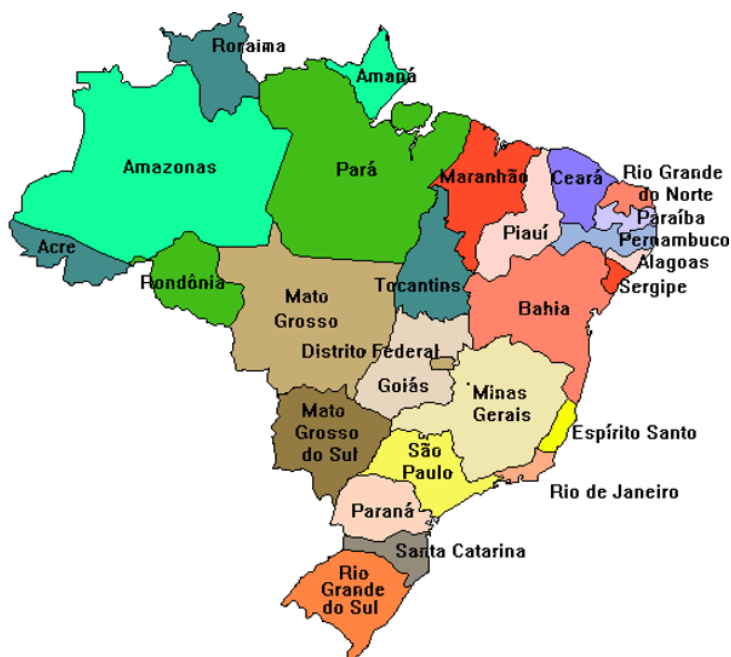 Roraima
Amapá
Amazonas
Pará
Maranhão
Ceará
Rio Grande
do Norte
Paraíba
Piauí
Pernambuco
Acre
Alagoas
Rondônia
Tocantins
Sergipe
Mato
Grosso
Bahia
Distrito Federal
Goiás
Minas
Gerais
Mato
Grosso
do Sul
Espírito Santo
São
Paulo
Rio de Janeiro
Paraná
Santa Catarina
Rio
Grande
do Sul